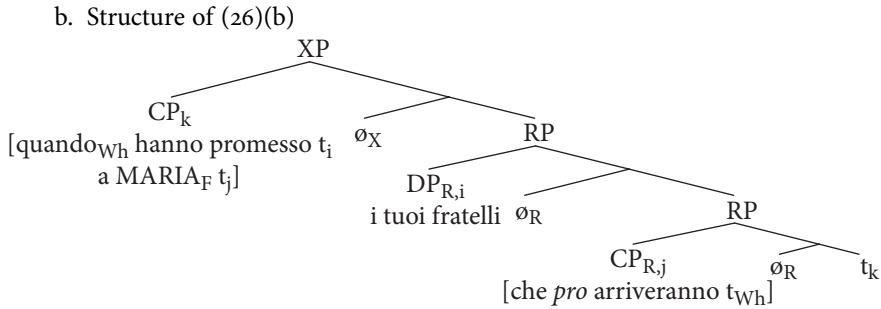 b. Structure of (26)(b)
XP
CPk
øX
RP
[quandoWh hanno promesso ti
a MARIAF tj]
DPR,i
i tuoi fratelli øR
RP
CPR,j
øR
tk
[che pro arriveranno tWh]